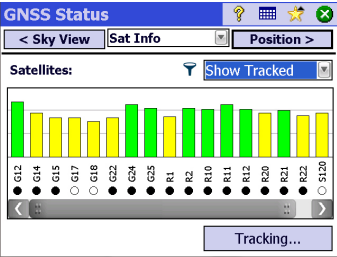 GNSS Status
?
< Sky View
Sat Info
Position >
Satellites:
Show Tracked
G12 G14 G15 G17 G18 G22 G24 G25 R1 R2 R10 R11 R12 R20 R21 R22 S120
Tracking...